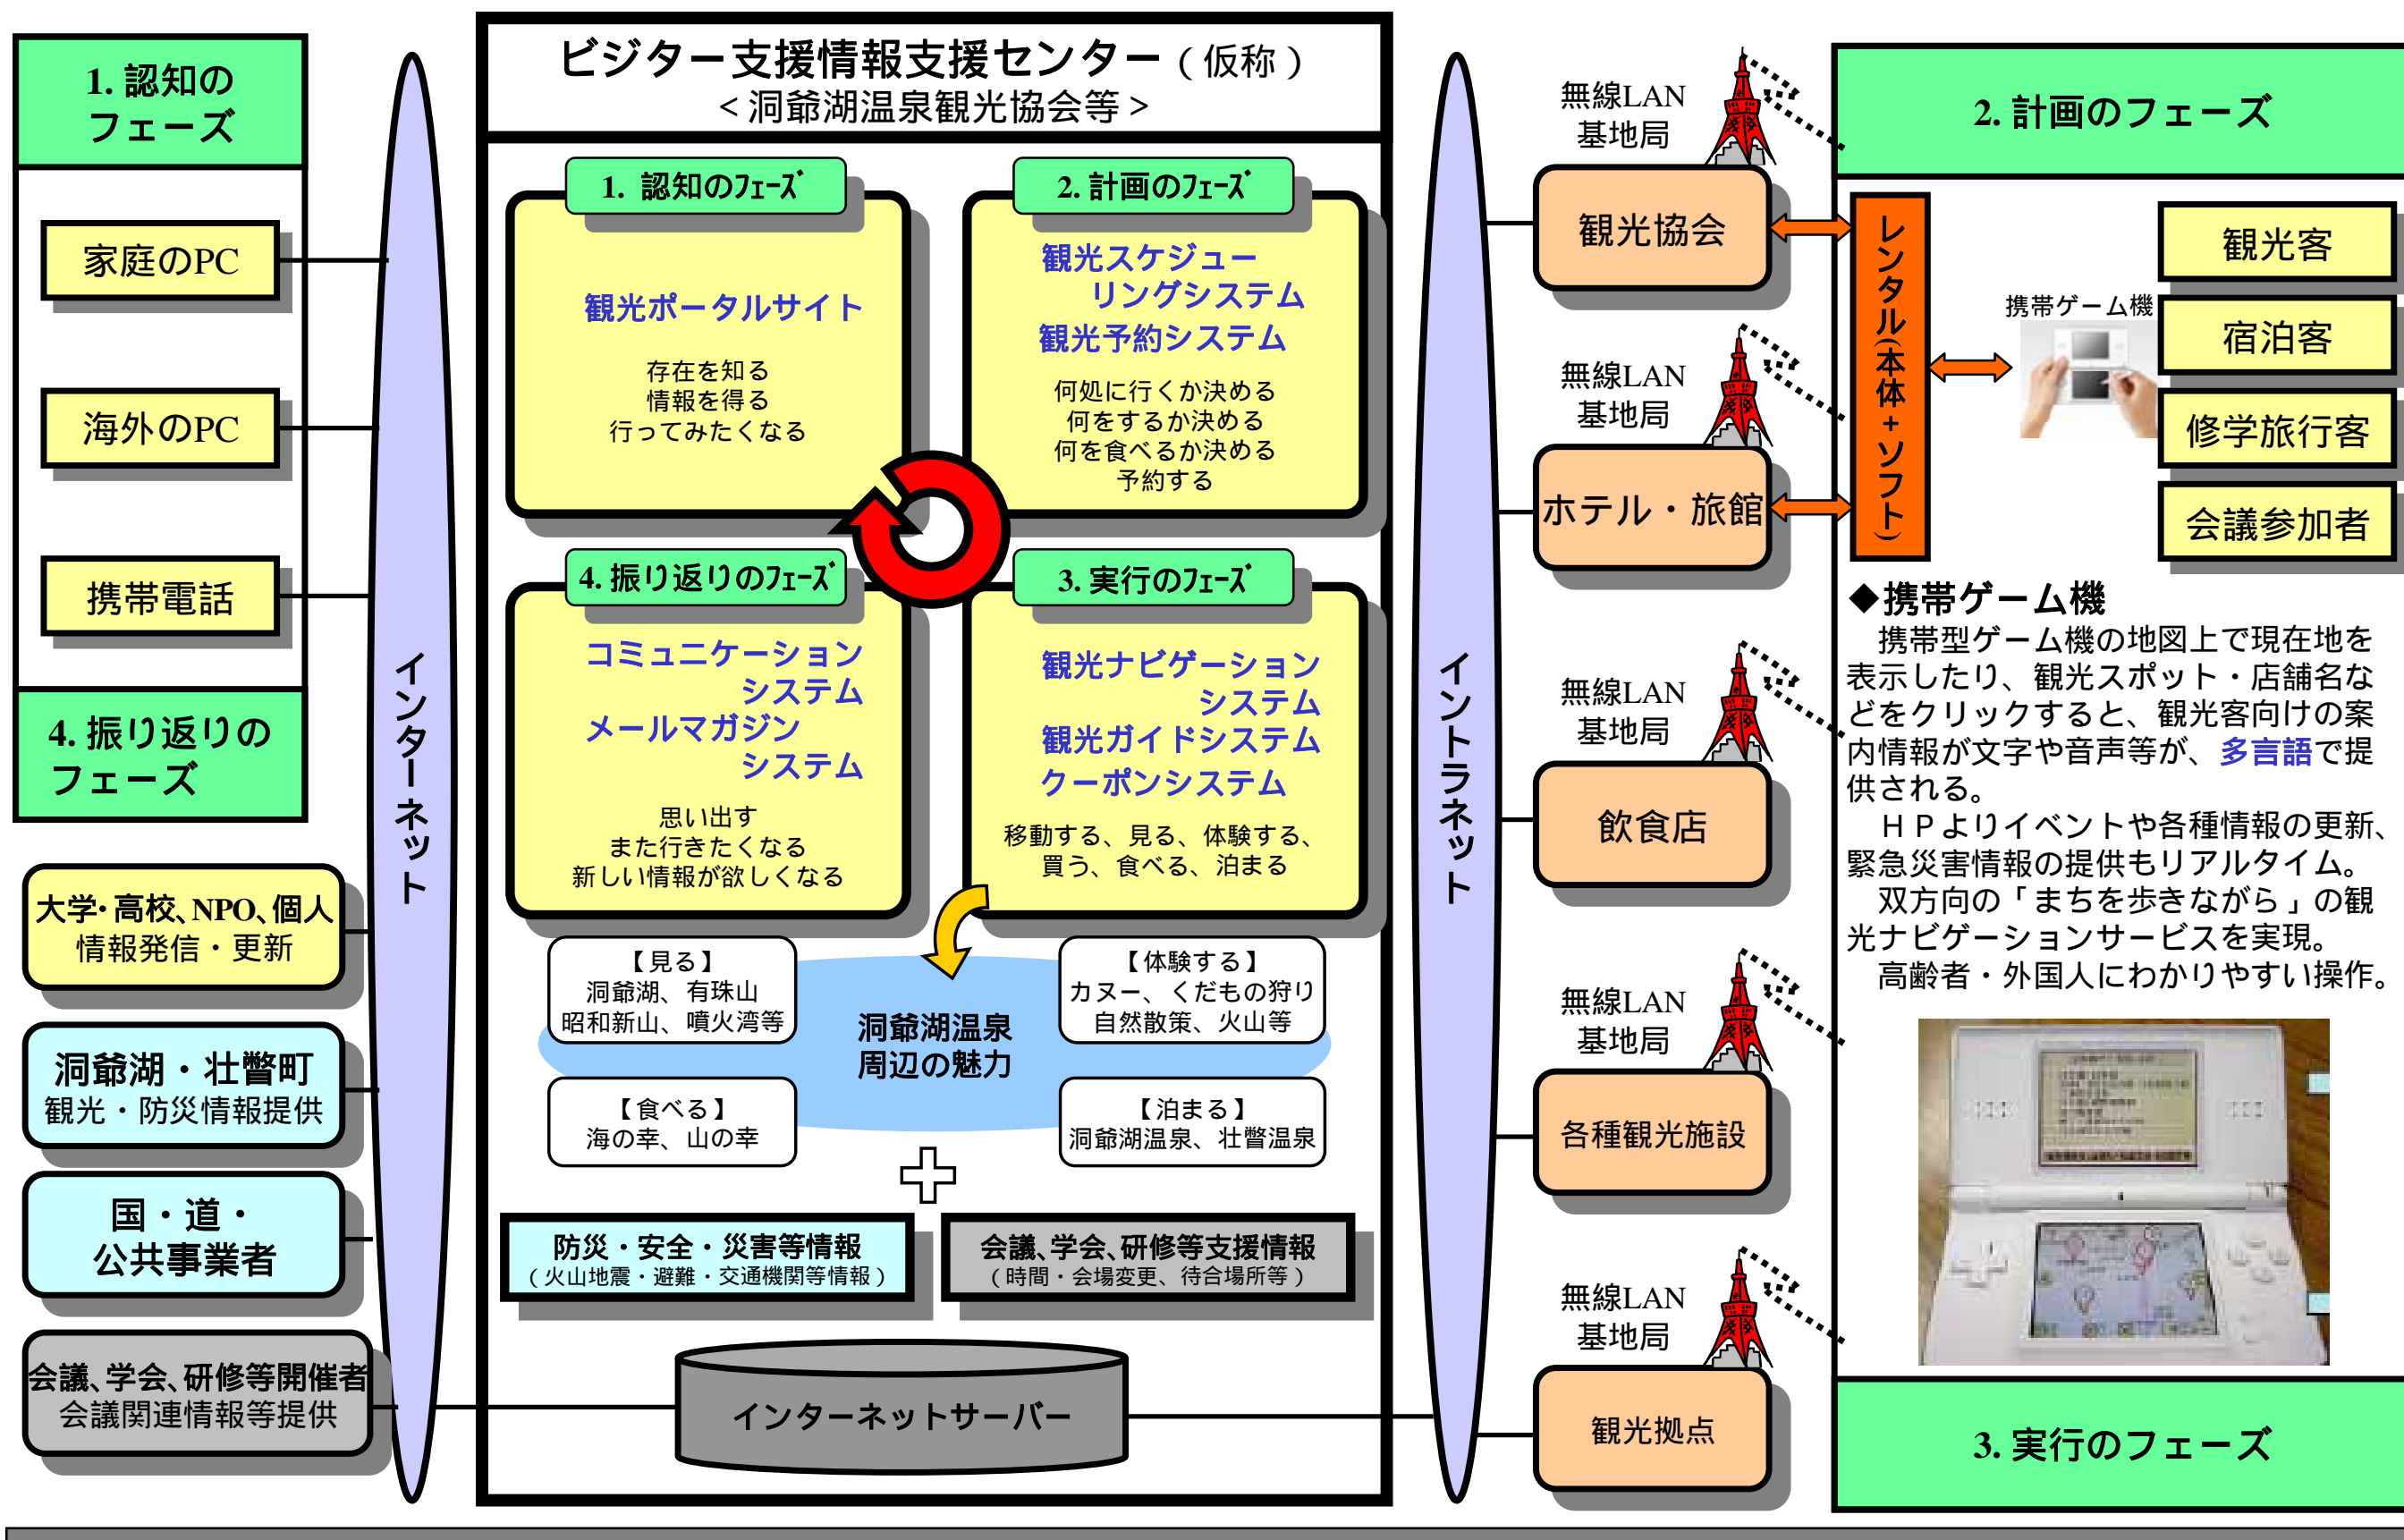 1. 認知の
フェーズ
家庭のPC
海外のPC
携帯電話
4. 振り返りの
フェーズ
大学・高校、NPO、個人
情報発信・更新
洞爺湖・壮瞥町
観光・防災情報提供
国・道・
公共事業者
会議、学会、研修等開催者
会議関連情報等提供
インターネット
ビジター支援情報支援センター（仮称）
＜洞爺湖温泉観光協会等＞
1. 認知のﾌｪｰｽﾞ
観光ポータルサイト
存在を知る
情報を得る
行ってみたくなる
2. 計画のﾌｪｰｽﾞ
観光スケジュー
リングシステム
観光予約システム
何処に行くか決める
何をするか決める
何を食べるか決める
予約する
4. 振り返りのﾌｪｰｽﾞ
コミュニケーション
システム
メールマガジン
システム
思い出す
また行きたくなる
新しい情報が欲しくなる
3. 実行のﾌｪｰｽﾞ
観光ナビゲーション
システム
観光ガイドシステム
クーポンシステム
移動する、見る、体験する、
買う、食べる、泊まる
【見る】
洞爺湖、有珠山
昭和新山、噴火湾等
【体験する】
カヌー、くだもの狩り
自然散策、火山等
洞爺湖温泉
周辺の魅力
【食べる】
海の幸、山の幸
【泊まる】
洞爺湖温泉、壮瞥温泉
防災・安全・災害等情報
（火山地震・避難・交通機関等情報）
会議、学会、研修等支援情報
（時間・会場変更、待合場所等）
インターネットサーバー
イントラネット
無線LAN
基地局
観光協会
無線LAN
基地局
ホテル・旅館
無線LAN
基地局
飲食店
無線LAN
基地局
各種観光施設
無線LAN
基地局
観光拠点
2. 計画のフェーズ
レンタル(本体+ソフト)
携帯ゲーム機
観光客
宿泊客
修学旅行客
会議参加者
◆携帯ゲーム機
携帯型ゲーム機の地図上で現在地を
表示したり、観光スポット・店舗名な
どをクリックすると、観光客向けの案
内情報が文字や音声等が、多言語で提
供される。
ＨＰよりイベントや各種情報の更新、
緊急災害情報の提供もリアルタイム。
双方向の「まちを歩きながら」の観
光ナビゲーションサービスを実現。
高齢者・外国人にわかりやすい操作。
3. 実行のフェーズ